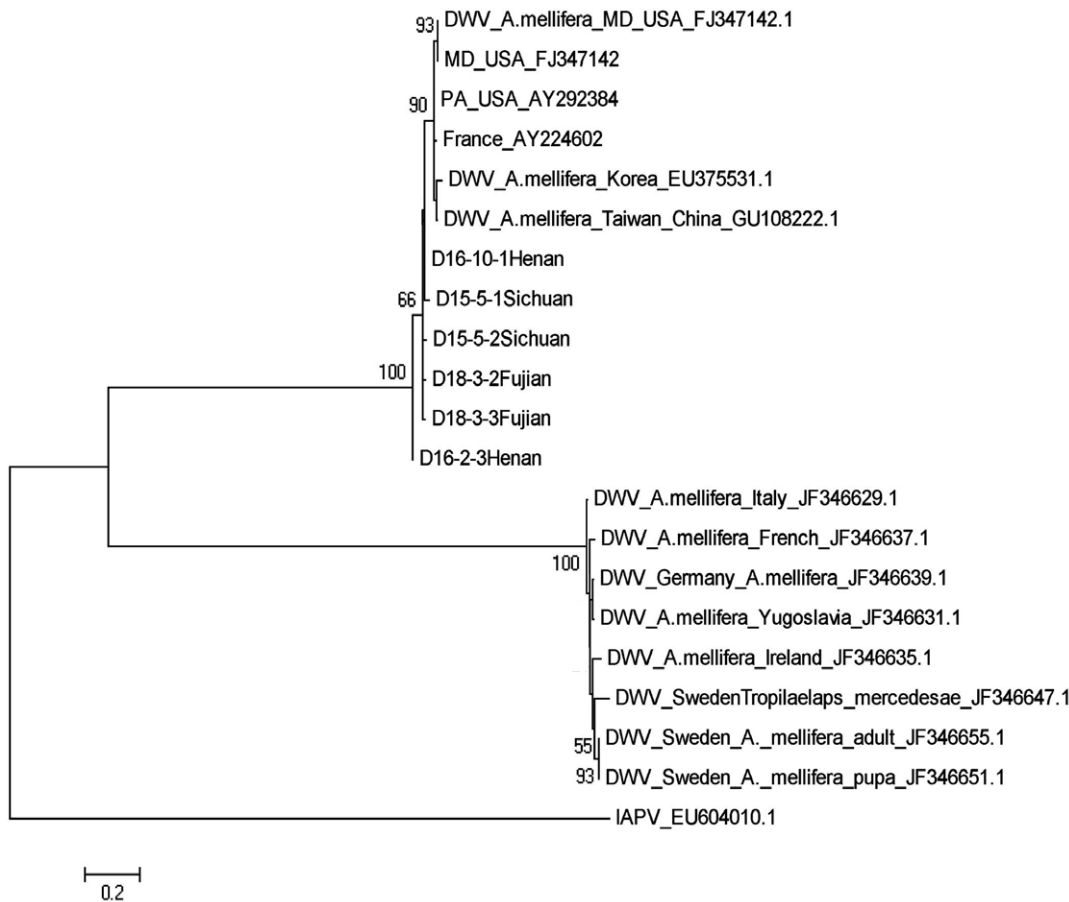 93
DWV_A.mellifera_MD_USA_FJ347142.1
MD_USA_FJ347142
90
PA_USA_AY292384
France_AY224602
DWV_A.mellifera_Korea_EU375531.1
DWV_A.mellifera_Taiwan_China_GU108222.1
D16-10-1Henan
66
D15-5-1Sichuan
D15-5-2Sichuan
100
D18-3-2Fujian
D18-3-3Fujian
D16-2-3Henan
DWV_A.mellifera_Italy_JF346629.1
DWV_A.mellifera_French_JF346637.1
100
DWV_Germany_A.mellifera_JF346639.1
DWV_A.mellifera_Yugoslavia_JF346631.1
DWV_A.mellifera_Ireland_JF346635.1
DWV_SwedenTropilaelaps_mercedesae_JF346647.1
55
DWV_Sweden_A._mellifera_adult_JF346655.1
93
DWV_Sweden_A._mellifera_pupa_JF346651.1
IAPV_EU604010.1
0.2